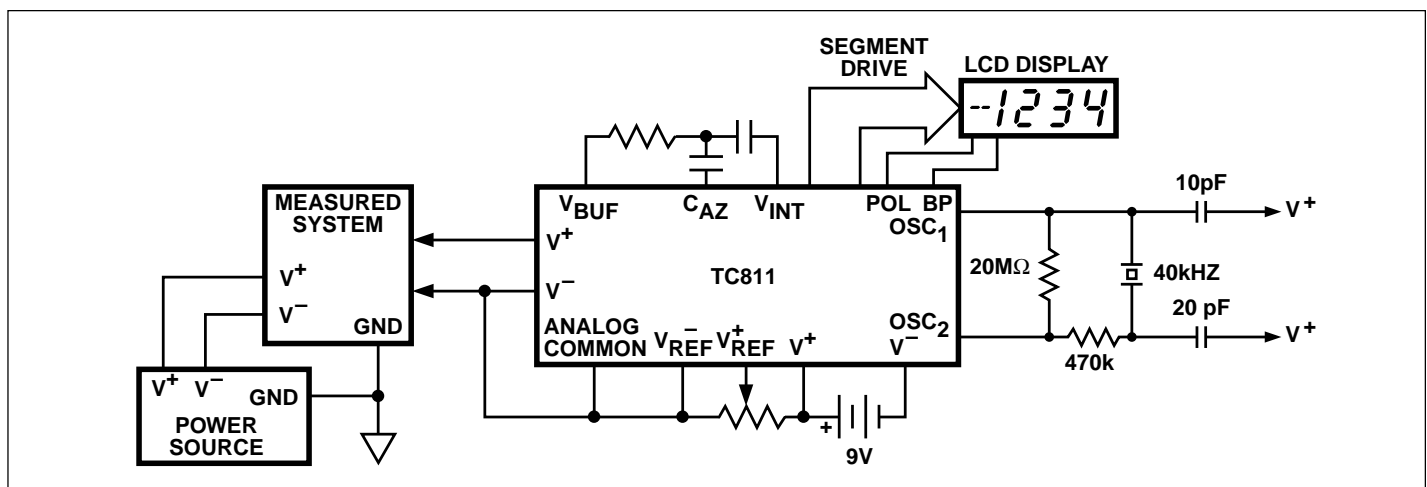 SEGMENT
DRIVE
LCD DISPLAY
--1234
MEASURED
SYSTEM
V+
V–
GND
V+ V–
GND
POWER
SOURCE
VBUF
CAZ
VINT
POL BP
OSC1
V+
TC811
V–
ANALOG
COMMON
V–REF
V+REF
V+
OSC2
V–
+
9V
20MΩ
470k
40kHZ
10pF
V+
20 pF
V+